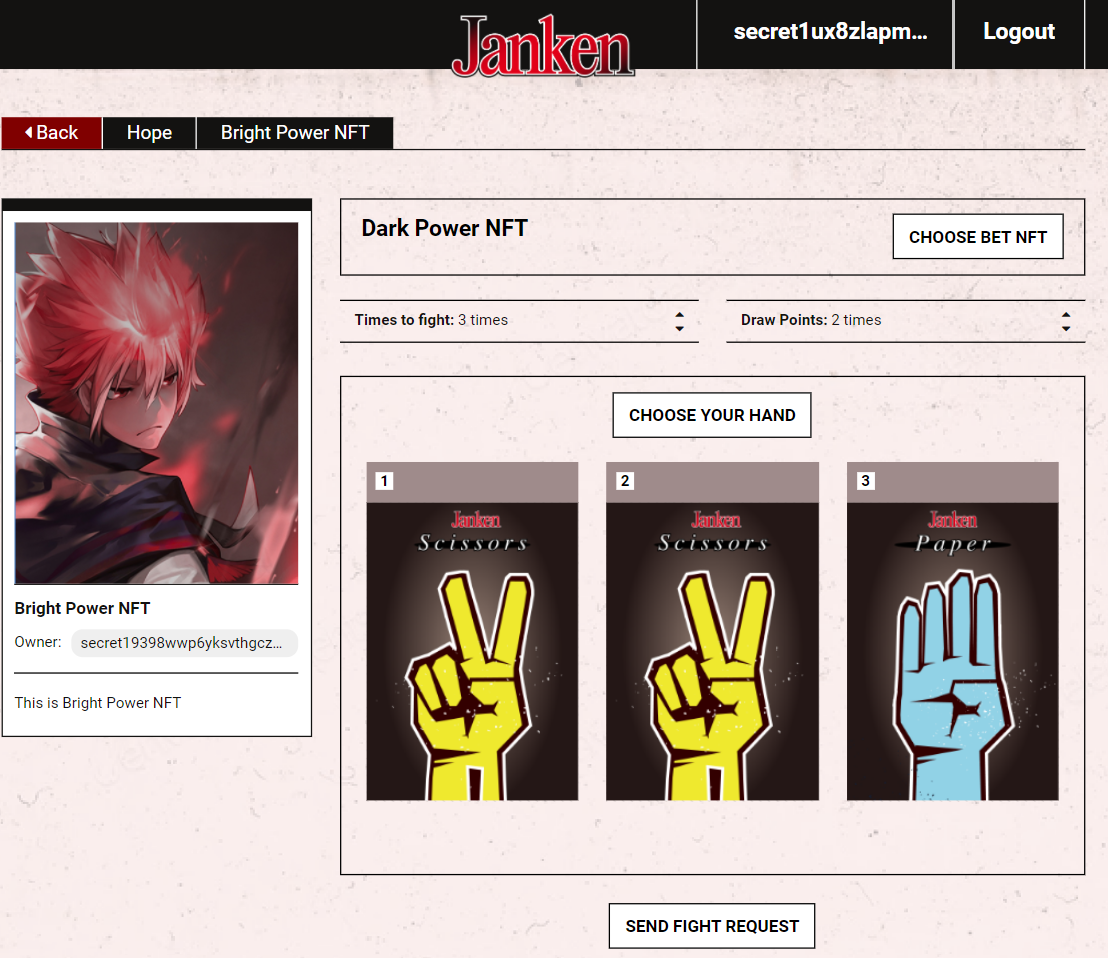 Janken
secret1ux8zlapm...
Logout
Back
Hope
Bright Power NFT
Bright Power NFT
Owner: secret19398wwp6yksvthgcz...
This is Bright Power NFT
Dark Power NFT
CHOOSE BET NFT
Times to fight: 3 times
Draw Points: 2 times
CHOOSE YOUR HAND
1
Janken
Scissors
2
Janken
Scissors
3
Janken
Paper
SEND FIGHT REQUEST